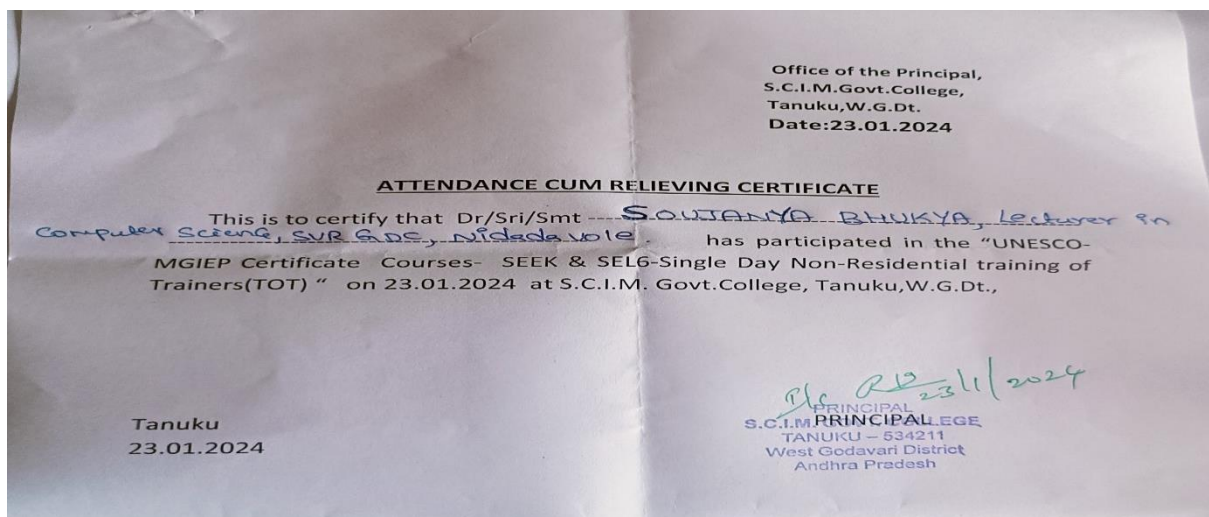 Office of the Principal,
S.C.I.M.Govt.College,
Tanuku,W.G.Dt.
Date:23.01.2024
ATTENDANCE CUM RELIEVING CERTIFICATE
This is to certify that Dr/Sri/Smt ---- SOUJANYA BHUKYA, Lecturer in
Computer Science, SVR GDC, Nidadavole. has participated in the “UNESCO-
MGIEP Certificate Courses- SEEK & SEL6-Single Day Non-Residential training of
Trainers(TOT) “ on 23.01.2024 at S.C.I.M. Govt.College, Tanuku,W.G.Dt.,
23/1/2024
Tanuku
23.01.2024
PRINCIPAL
PRINCIPAL
S.C.I.M. COLLEGE
TANUKU – 534211
West Godavari District
Andhra Pradesh